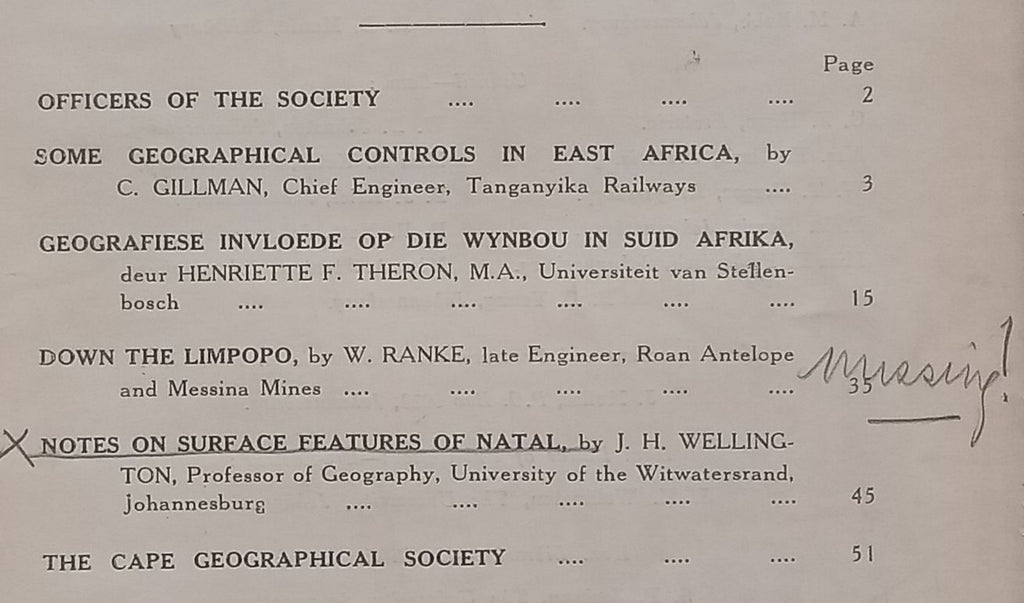 Page
OFFICERS OF THE SOCIETY .... .... .... .... 2
SOME GEOGRAPHICAL CONTROLS IN EAST AFRICA, by
C. GILLMAN, Chief Engineer, Tanganyika Railways .... 3
GEOGRAFIESE INVLOEDE OP DIE WYNBOU IN SUID AFRIKA,
deur HENRIETTE F. THERON, M.A., Universiteit van Stellen-
bosch .... .... .... .... .... .... 15
DOWN THE LIMPOPO, by W. RANKE, late Engineer, Roan Antelope
and Messina Mines .... .... .... .... .... 35 Missing!
X NOTES ON SURFACE FEATURES OF NATAL, by J. H. WELLING-
TON, Professor of Geography, University of the Witwatersrand,
Johannesburg .... .... .... .... .... 45
THE CAPE GEOGRAPHICAL SOCIETY .... .... .... 51